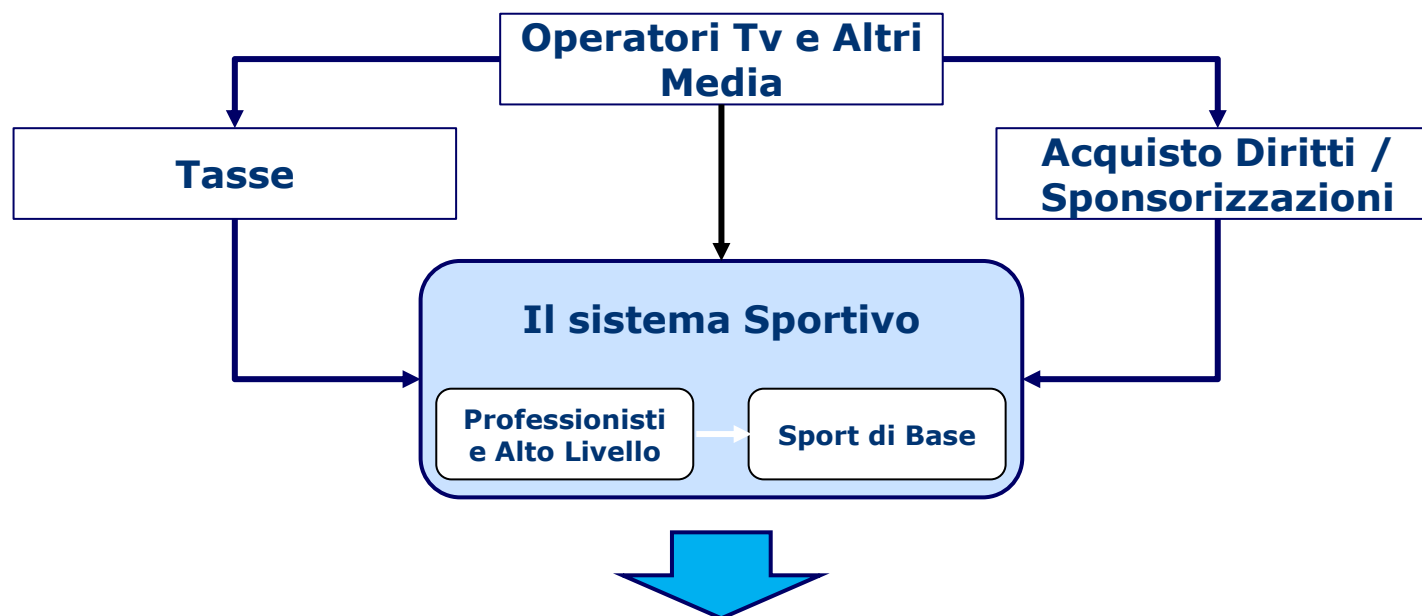 Operatori Tv e Altri
Media
Tasse
Acquisto Diritti /
Sponsorizzazioni
Il sistema Sportivo
Professionisti
e Alto Livello
Sport di Base